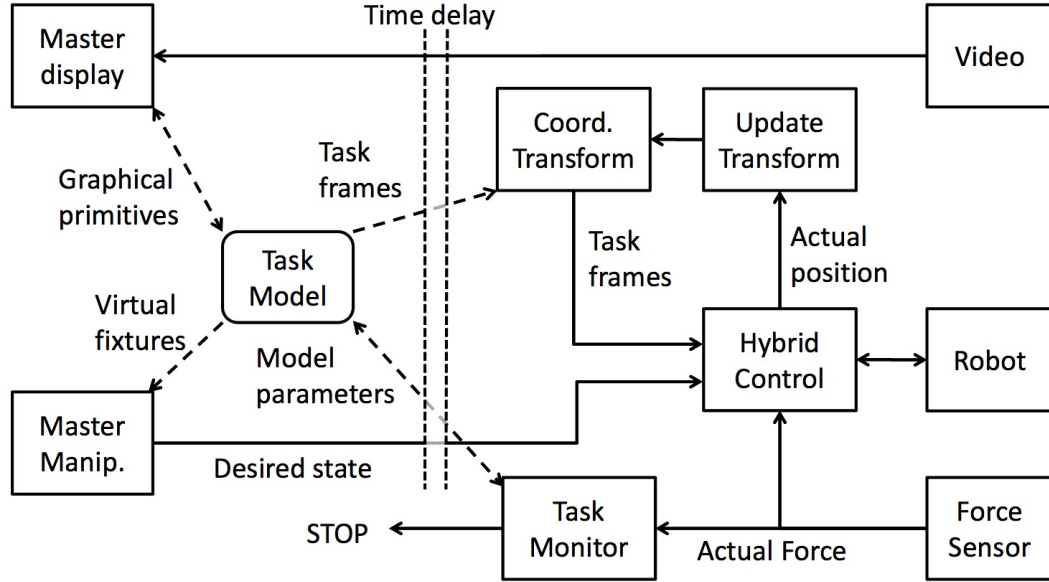 Time delay
Master
display
Video
Coord.
Transform
Update
Transform
Task
frames
Graphical
primitives
Task
frames
Actual
position
Task
Model
Virtual
fixtures
Model
parameters
Hybrid
Control
Robot
Master
Manip.
Desired state
Task
Monitor
STOP
Actual Force
Force
Sensor